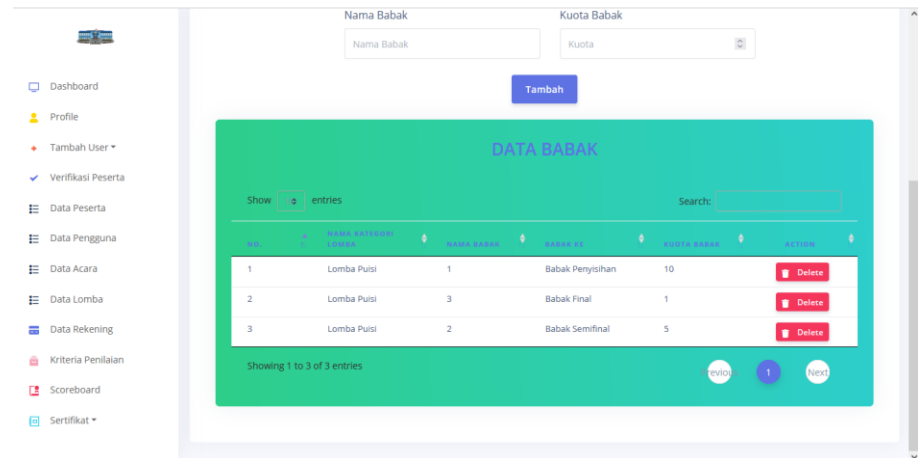 Nama Babak
Kuota Babak
Nama Babak
Kuota
Tambah
Dashboard
Profile
Tambah User
Verifikasi Peserta
Data Peserta
Data Pengguna
Data Acara
Data Lomba
Data Rekening
Kriteria Penilaian
Scoreboard
Sertifikat
DATA BABAK
Show entries
Search:
NO. NAMA KATEGORI LOMBA NAMA BABAK BABAK KE KUOTA BABAK ACTION
1 Lomba Puisi 1 Babak Penyisihan 10 Delete
2 Lomba Puisi 3 Babak Final 1 Delete
3 Lomba Puisi 2 Babak Semifinal 5 Delete
Showing 1 to 3 of 3 entries
Previous 1 Next